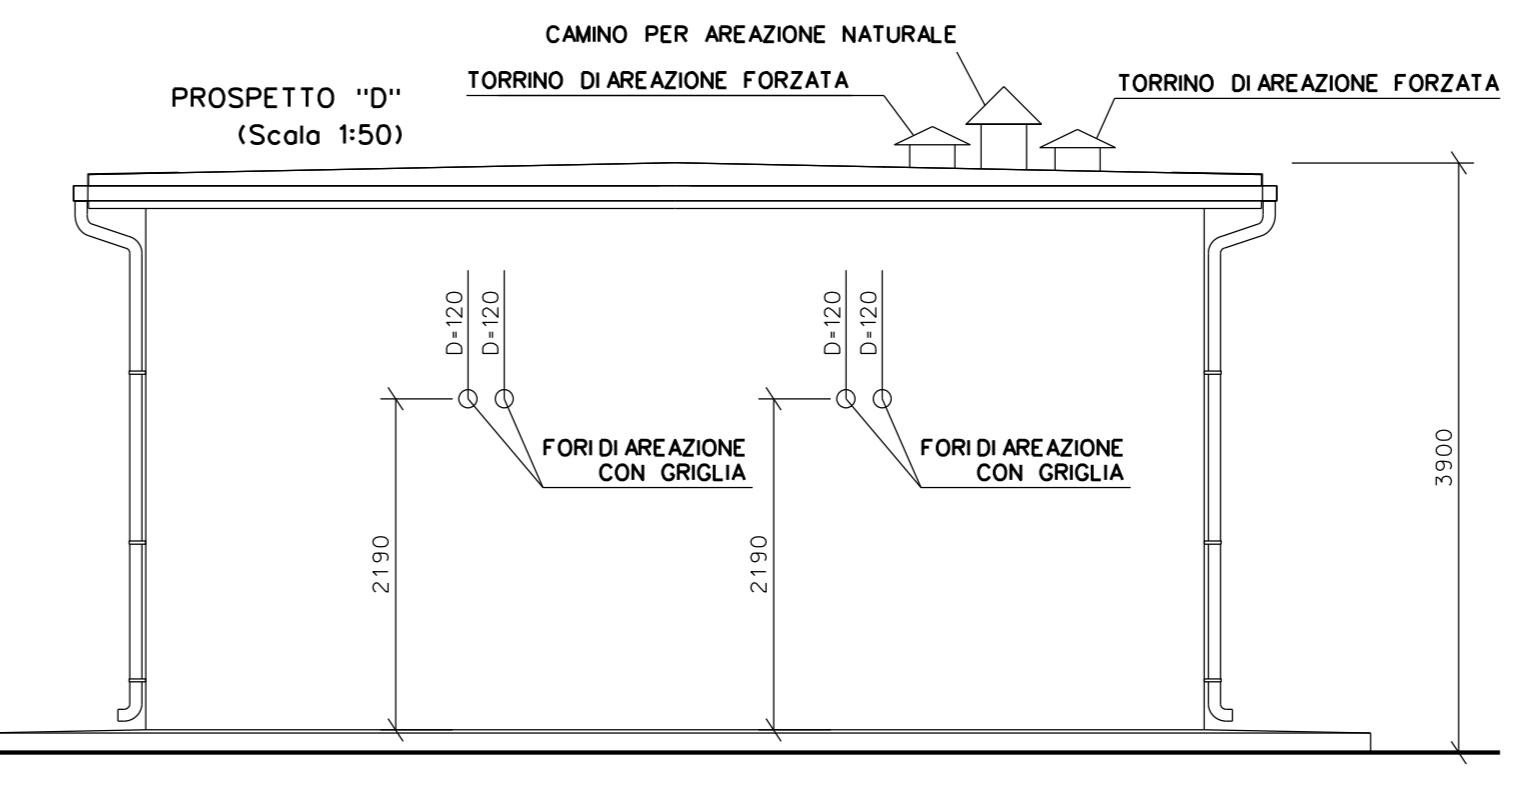 CAMINO PER AREAZIONE NATURALE
TORRINO DI AREAZIONE FORZATA
TORRINO DI AREAZIONE FORZATA
PROSPETTO "D"
(Scala 1:50)
D=120
D=120
D=120
D=120
FORI DI AREAZIONE
CON GRIGLIA
FORI DI AREAZIONE
CON GRIGLIA
2190
2190
3900